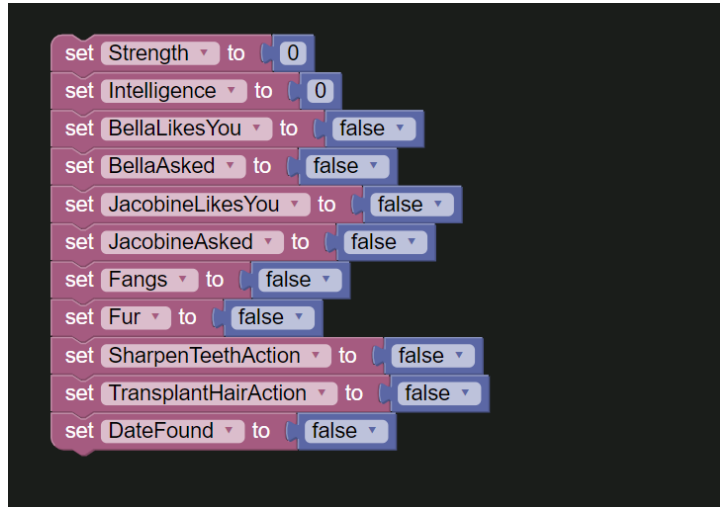 set Strength to 0
set Intelligence to 0
set BellaLikesYou to false
set BellaAsked to false
set JacobineLikesYou to false
set JacobineAsked to false
set Fangs to false
set Fur to false
set SharpenTeethAction to false
set TransplantHairAction to false
set DateFound to false